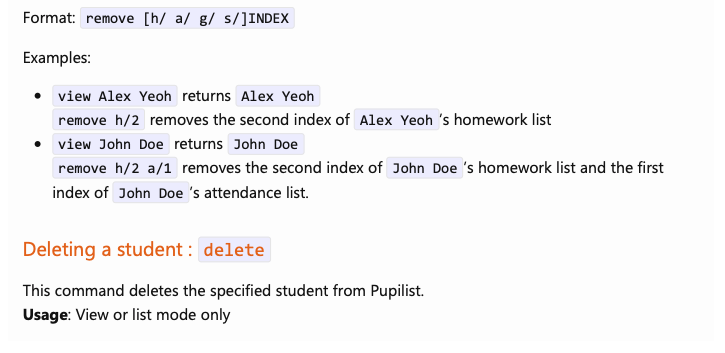 Format: remove [h/ a/ g/ s/]INDEX
Examples:
• view Alex Yeoh returns Alex Yeoh
remove h/2 removes the second index of Alex Yeoh's homework list
• view John Doe returns John Doe
remove h/2 a/1 removes the second index of John Doe's homework list and the first
index of John Doe's attendance list.
Deleting a student : delete
This command deletes the specified student from Pupilist.
Usage: View or list mode only